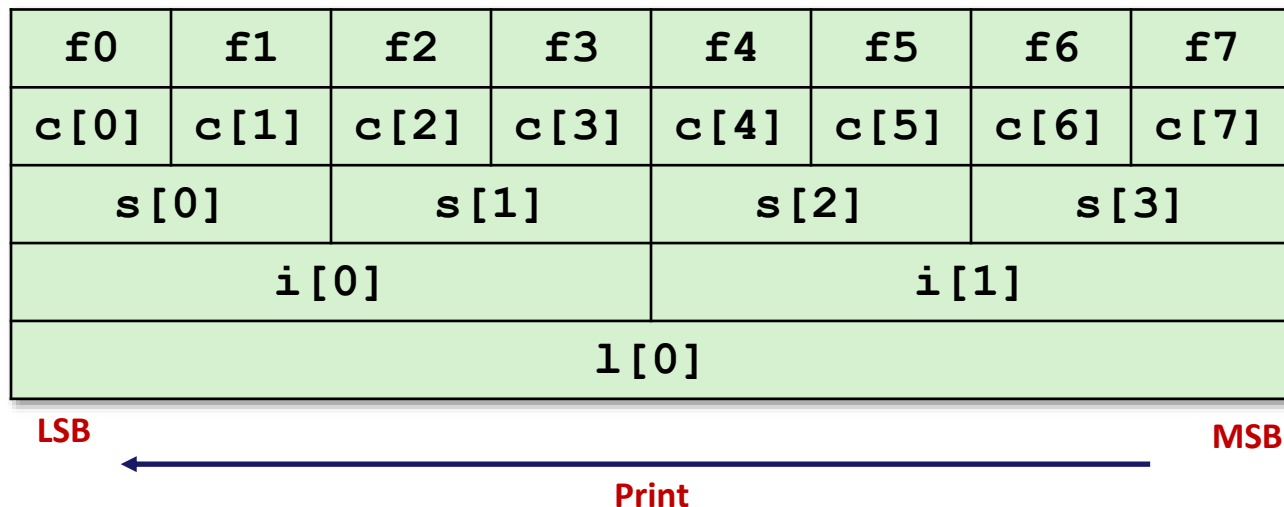 f0 f1 f2 f3 f4 f5 f6 f7
c[0] c[1] c[2] c[3] c[4] c[5] c[6] c[7]
s[0] s[1] s[2] s[3]
i[0] i[1]
l[0]
LSB MSB
Print